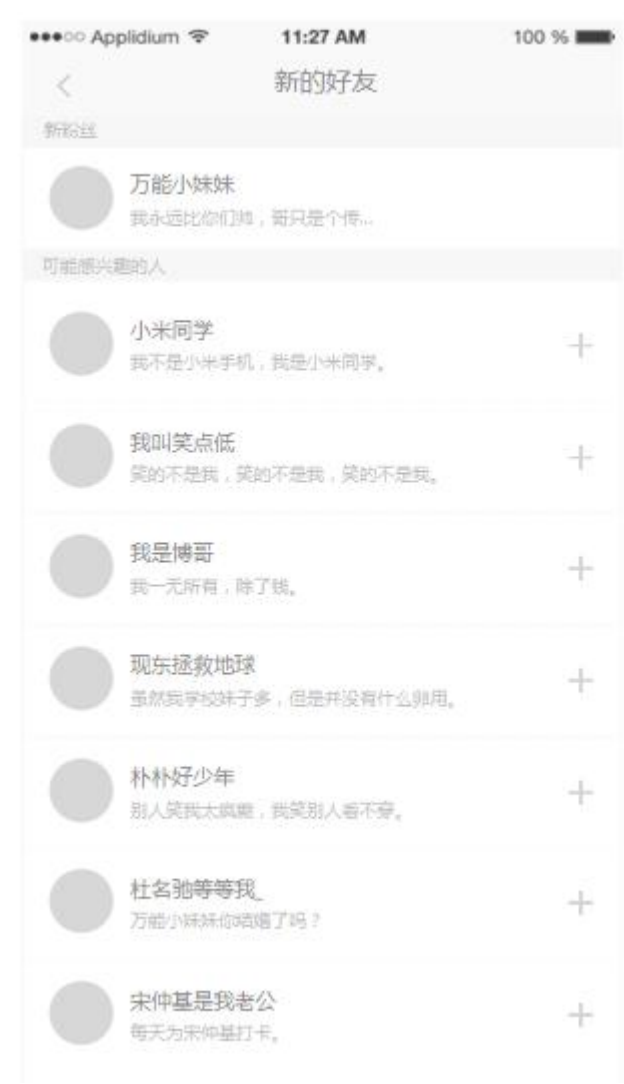 Applidium 11:27 AM 100 %
新的好友
新粉丝
万能小妹妹
我永远比你们帅，哥只是个传...
可能感兴趣的人
小米同学
我不是小米手机，我是小米同学。
我叫笑点低
笑的不是我，笑的不是我，笑的不是我。
我是博哥
我一无所有，除了钱。
现东拯救地球
虽然我学校妹子多，但是并没有什么卵用。
朴朴好少年
别人笑我太疯癫，我笑别人看不穿。
杜名驰等等我_
万能小妹妹你结婚了吗？
宋仲基是我老公
每天为宋仲基打卡。